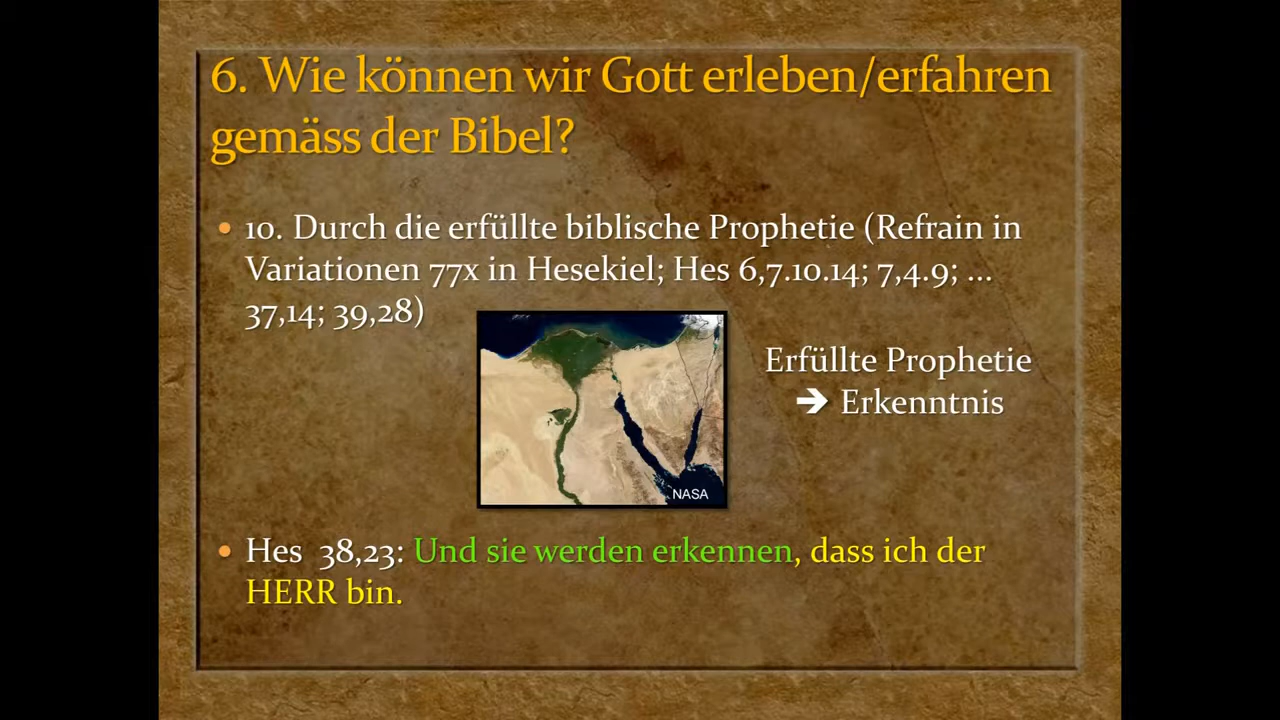 6. Wie können wir Gott erleben/erfahren
gemäss der Bibel?
• 10. Durch die erfüllte biblische Prophetie (Refrain in
Variationen 77x in Hesekiel; Hes 6,7.10.14; 7,4.9; ...
37,14; 39,28)
Erfüllte Prophetie
➔ Erkenntnis
NASA
• Hes 38,23: Und sie werden erkennen, dass ich der
HERR bin.